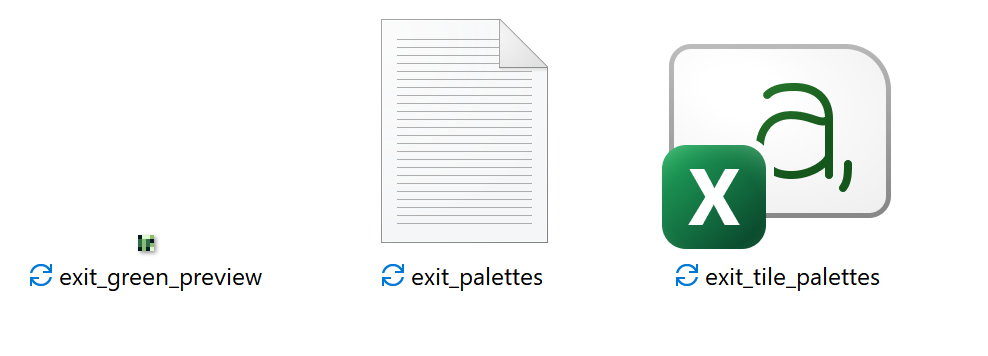 a,
X
exit_green_preview
exit_palettes
exit_tile_palettes